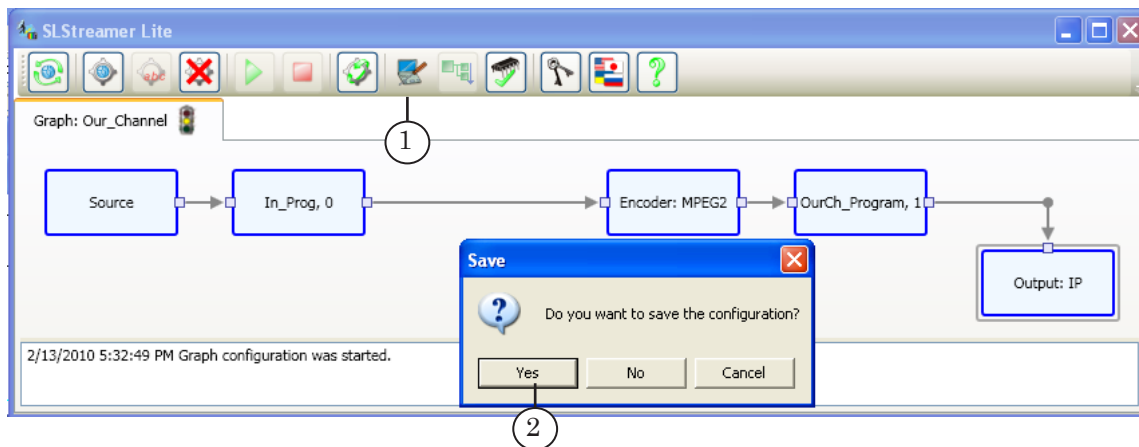 SLStreamer Lite
abc
1
Graph: Our_Channel
Source
In_Prog, 0
Encoder: MPEG2
OurCh_Program, 1
Output: IP
Save
Do you want to save the configuration?
Yes
No
Cancel
2/13/2010 5:32:49 PM Graph configuration was started.
2